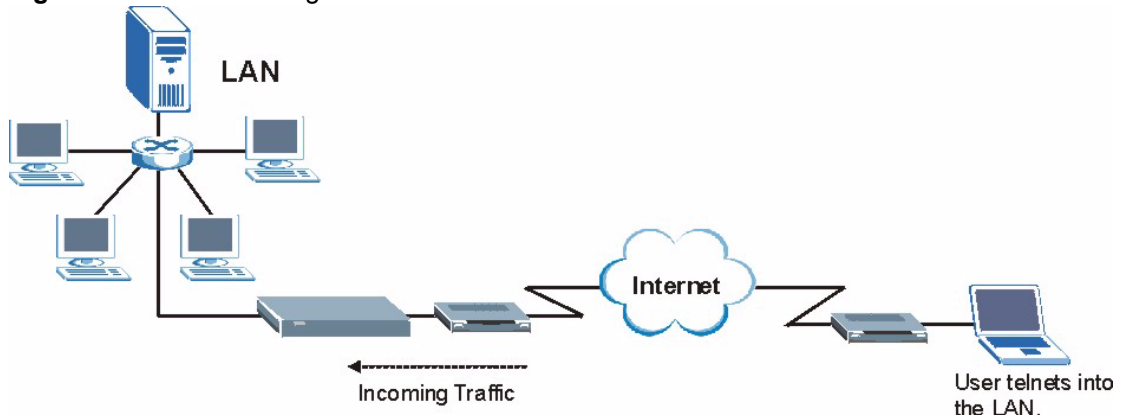 LAN
Internet
Incoming Traffic
User telnets into
the LAN.